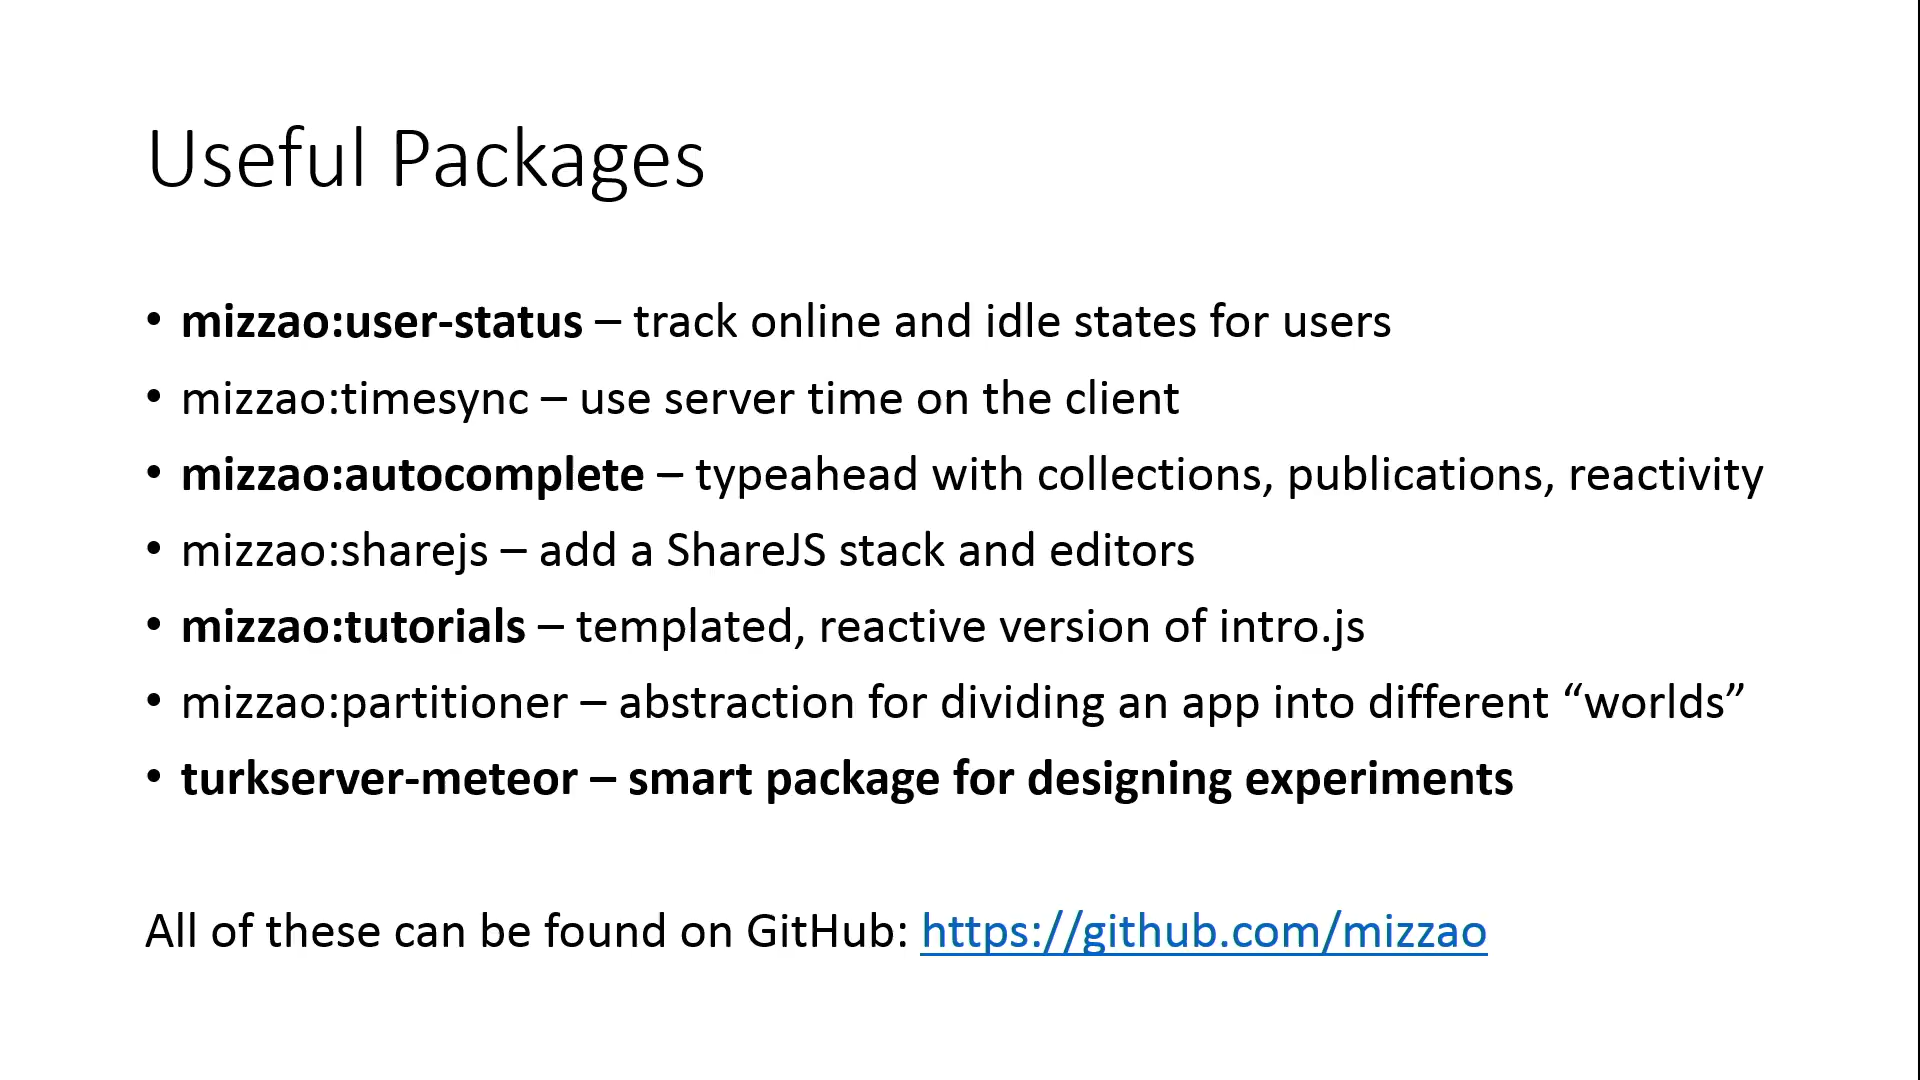 Useful Packages
• mizzao:user-status – track online and idle states for users
• mizzao:timesync – use server time on the client
• mizzao:autocomplete – typeahead with collections, publications, reactivity
• mizzao:sharejs – add a ShareJS stack and editors
• mizzao:tutorials – templated, reactive version of intro.js
• mizzao:partitioner – abstraction for dividing an app into different “worlds”
• turkserver-meteor – smart package for designing experiments
All of these can be found on GitHub: https://github.com/mizzao